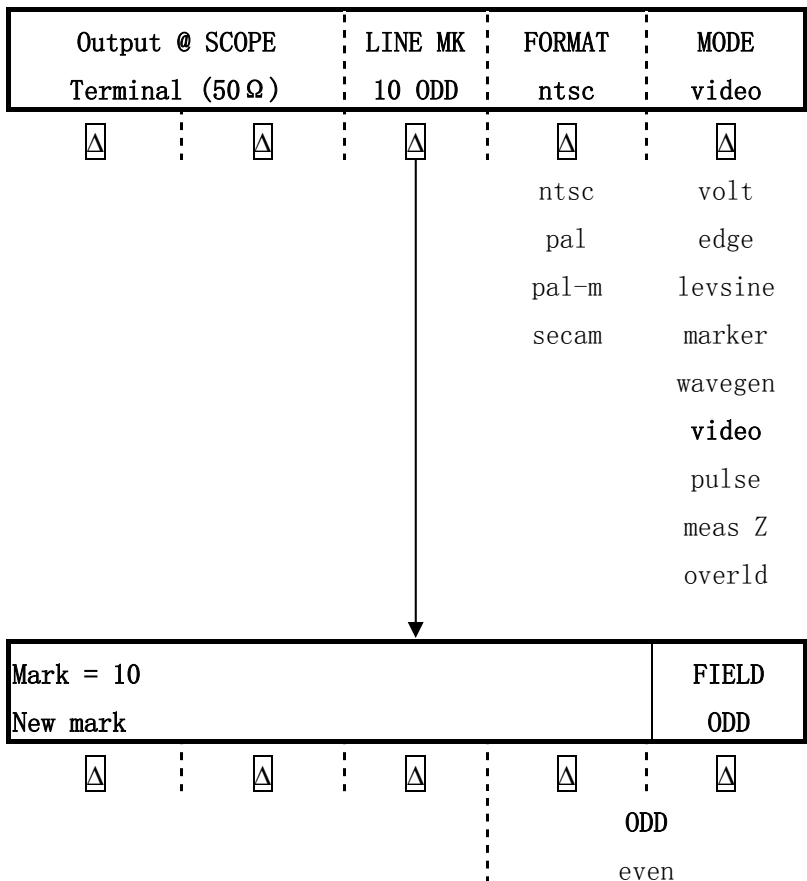 Output @ SCOPE LINE MK FORMAT MODE
Terminal (50Ω) 10 ODD ntsc video
Δ Δ Δ Δ Δ
ntsc volt
pal edge
pal-m levsine
secam marker
wavegen
video
pulse
meas Z
overld
Mark = 10 FIELD
New mark ODD
Δ Δ Δ Δ Δ
ODD
even